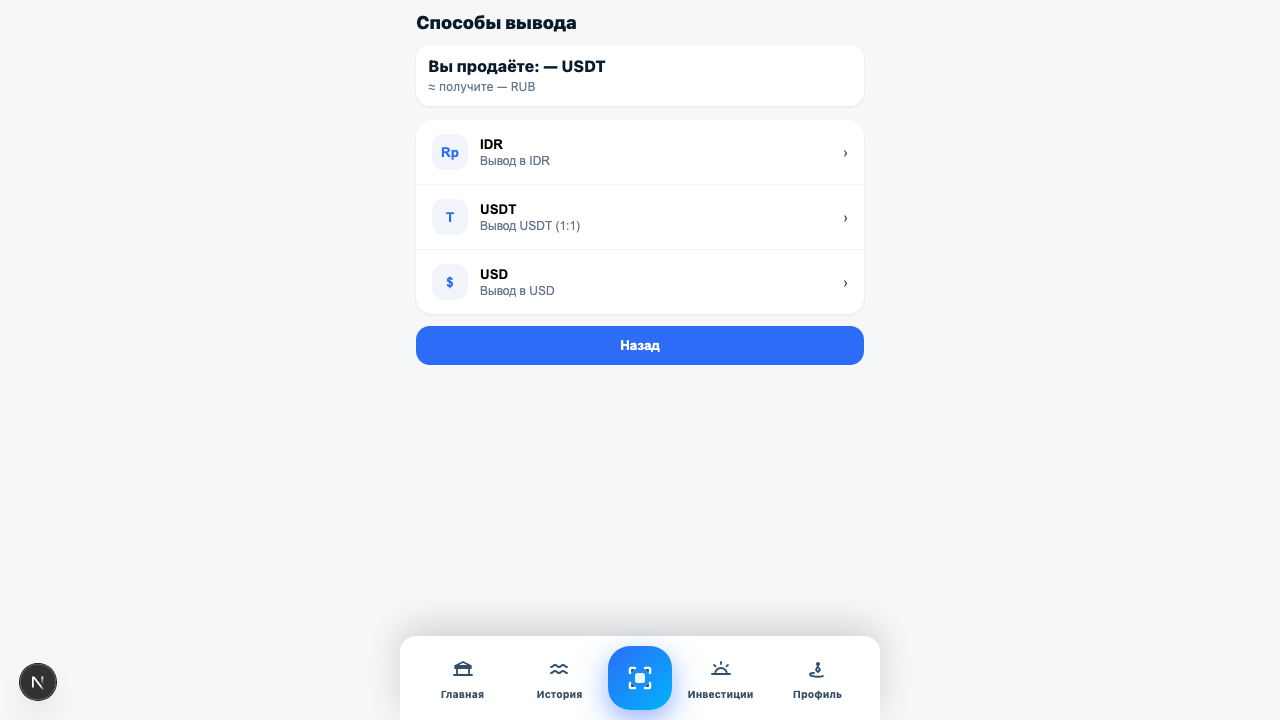 Способы вывода
Вы продаёте: — USDT
≈ получите — RUB
Rp
IDR
Вывод в IDR
›
T
USDT
Вывод USDT (1:1)
›
$
USD
Вывод в USD
›
Назад
N
Главная
История
Инвестиции
Профиль